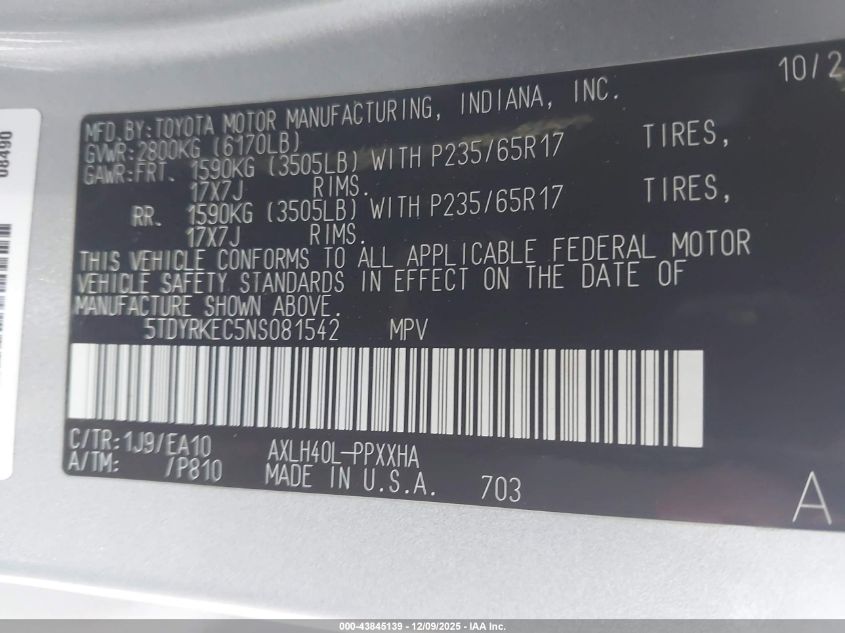 10/2
MFD.BY:TOYOTA MOTOR MANUFACTURING, INDIANA, INC.
GVWR:2800KG (6170LB)
GAWR:FRT. 1590KG (3505LB) WITH P235/65R17 TIRES,
17X7J RIMS.
RR. 1590KG (3505LB) WITH P235/65R17 TIRES,
17X7J RIMS.
THIS VEHICLE CONFORMS TO ALL APPLICABLE FEDERAL MOTOR
VEHICLE SAFETY STANDARDS IN EFFECT ON THE DATE OF
MANUFACTURE SHOWN ABOVE.
5TDYRKEC5NS081542 MPV
C/TR:1J9/EA10 AXLH40L-PPXXHA
A/TM: /P810 MADE IN U.S.A. 703
A
08490
000-43845139 - 12/09/2025 - IAA Inc.